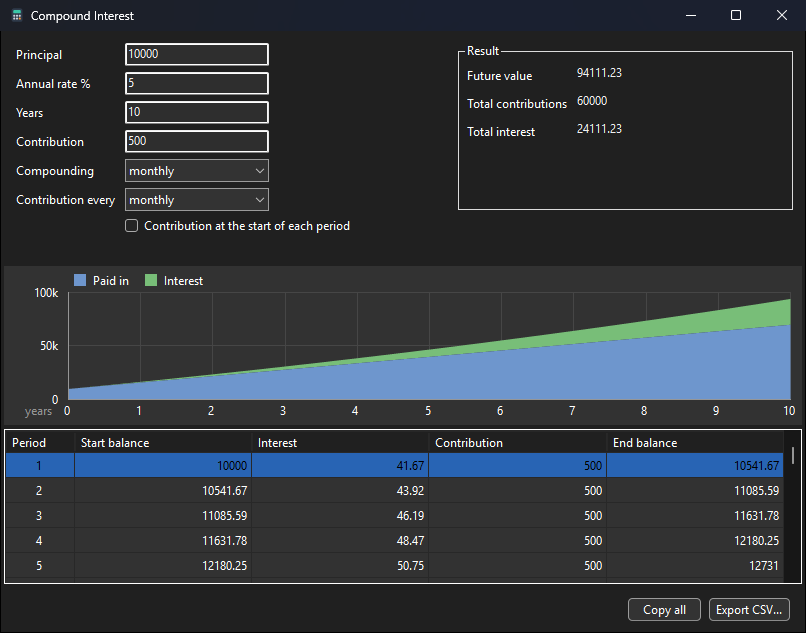 Compound Interest
Principal 10000
Annual rate % 5
Years 10
Contribution 500
Compounding monthly
Contribution every monthly
Contribution at the start of each period
Result
Future value 94111.23
Total contributions 60000
Total interest 24111.23
Paid in Interest
100k
50k
0
years 0 1 2 3 4 5 6 7 8 9 10
Period Start balance Interest Contribution End balance
1 10000 41.67 500 10541.67
2 10541.67 43.92 500 11085.59
3 11085.59 46.19 500 11631.78
4 11631.78 48.47 500 12180.25
5 12180.25 50.75 500 12731
Copy all Export CSV...